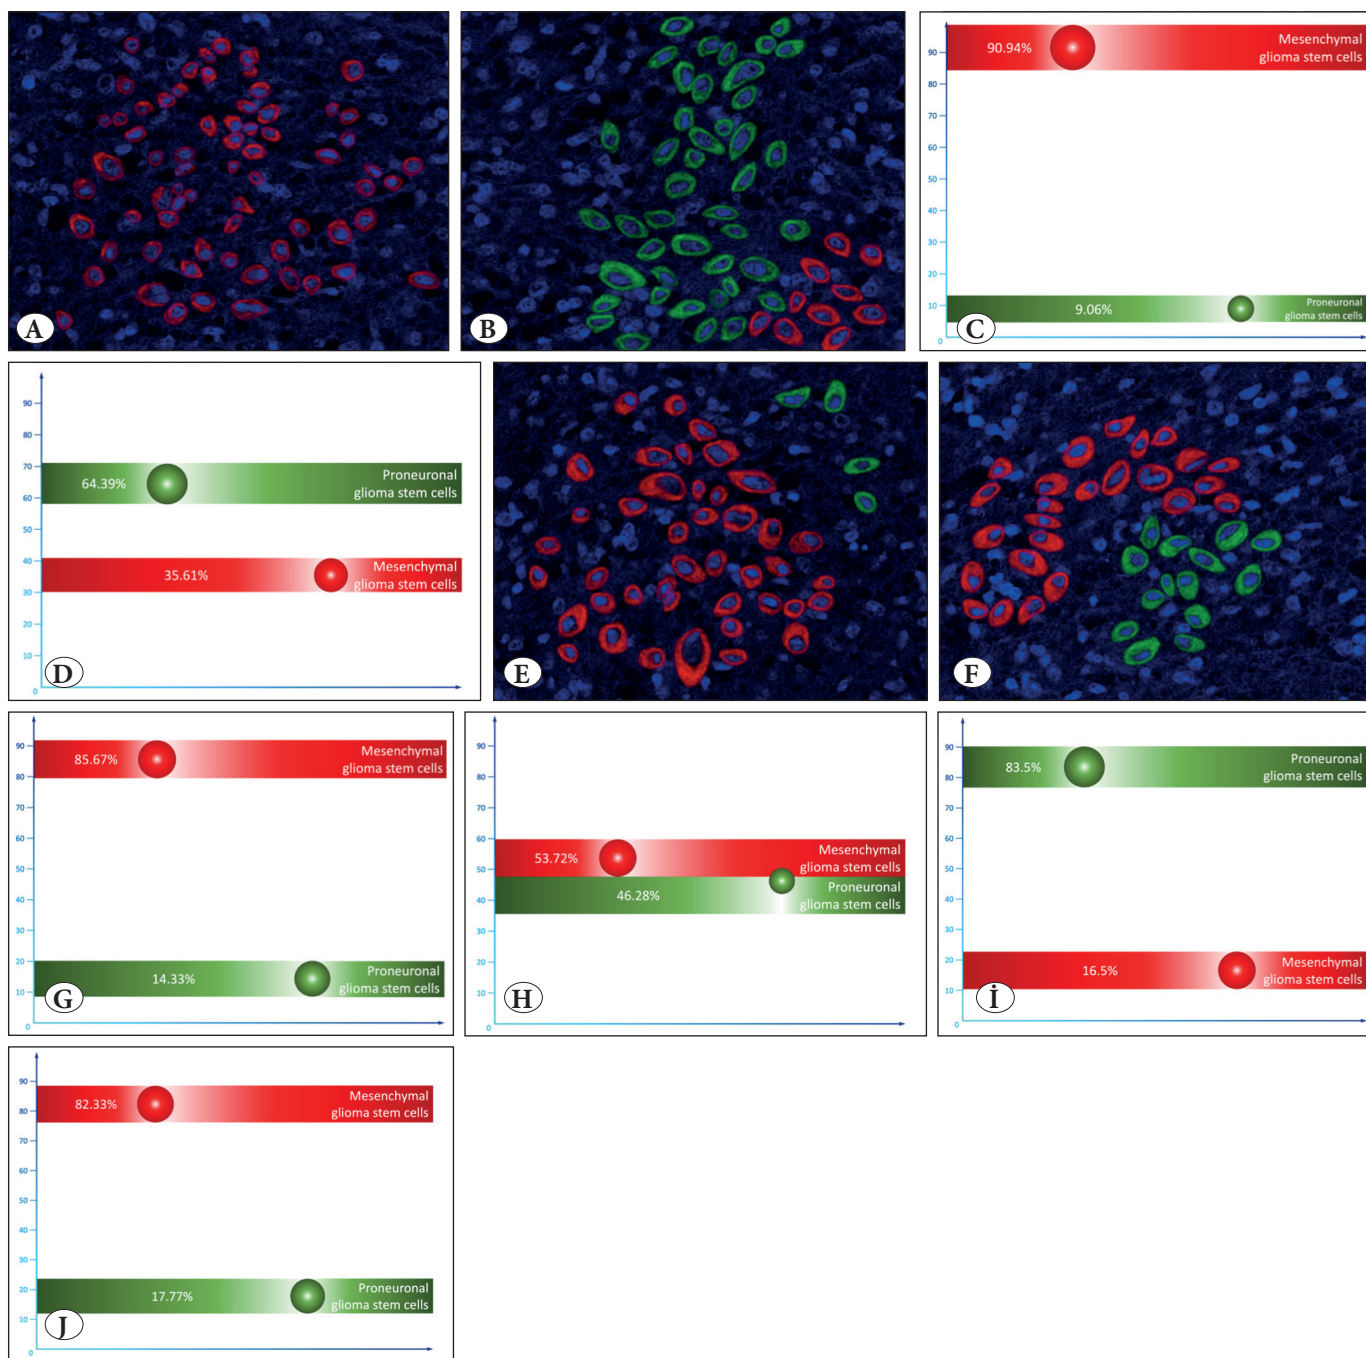 A
B
90
80
70
60
50
40
30
20
10
0
90.94%
Mesenchymal
glioma stem cells
9.06%
Proneuronal
glioma stem cells
C
90
80
70
60
50
40
30
20
10
0
64.39%
Proneuronal
glioma stem cells
35.61%
Mesenchymal
glioma stem cells
D
E
F
90
80
70
60
50
40
30
20
10
0
85.67%
Mesenchymal
glioma stem cells
14.33%
Proneuronal
glioma stem cells
G
90
80
70
60
50
40
30
20
10
0
53.72%
Mesenchymal
glioma stem cells
46.28%
Proneuronal
glioma stem cells
H
90
80
70
60
50
40
30
20
10
0
83.5%
Proneuronal
glioma stem cells
16.5%
Mesenchymal
glioma stem cells
İ
90
80
70
60
50
40
30
20
10
0
82.33%
Mesenchymal
glioma stem cells
17.77%
Proneuronal
glioma stem cells
J